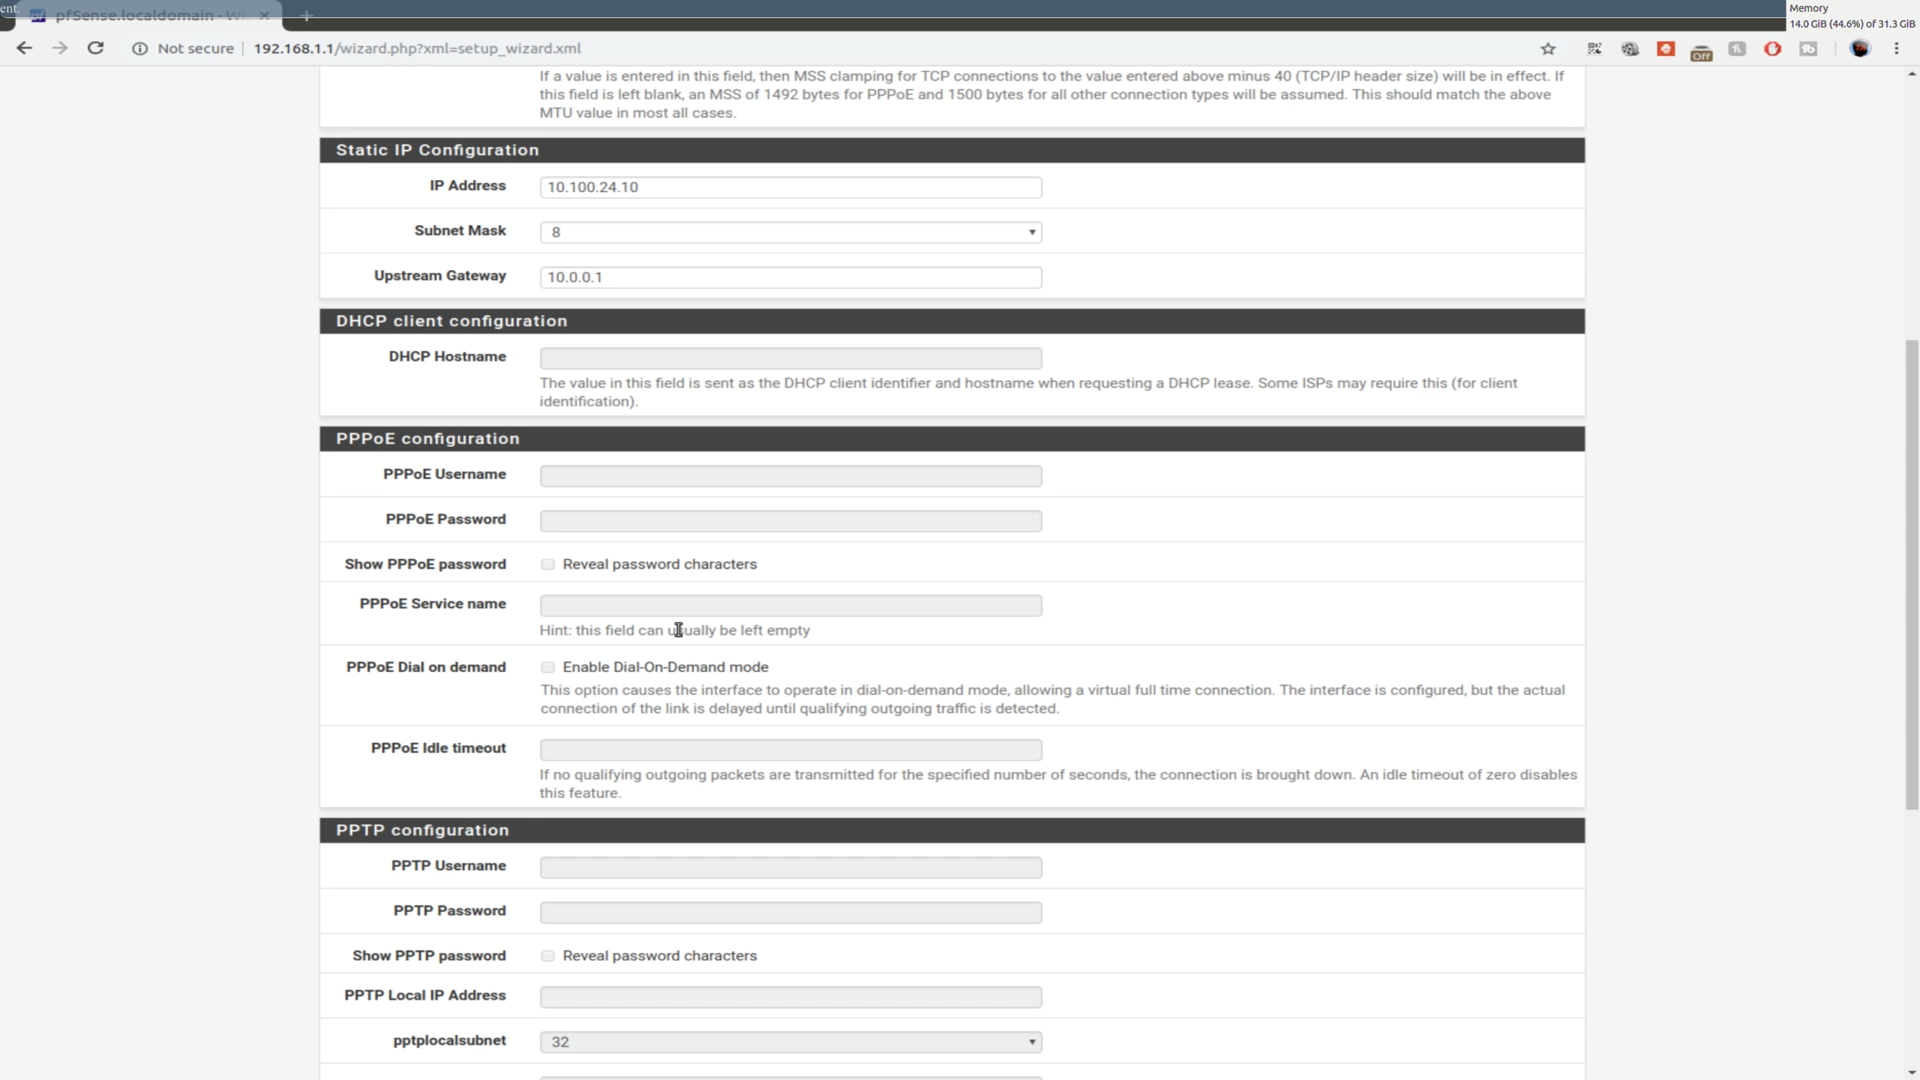 ent.
pfSense.localdomain - Wi
Memory
14.0 GiB (44.6%) of 31.3 GiB
Not secure
192.168.1.1/wizard.php?xml=setup_wizard.xml
Off
If a value is entered in this field, then MSS clamping for TCP connections to the value entered above minus 40 (TCP/IP header size) will be in effect. If
this field is left blank, an MSS of 1492 bytes for PPPoE and 1500 bytes for all other connection types will be assumed. This should match the above
MTU value in most all cases.
Static IP Configuration
IP Address 10.100.24.10
Subnet Mask 8
Upstream Gateway 10.0.0.1
DHCP client configuration
DHCP Hostname
The value in this field is sent as the DHCP client identifier and hostname when requesting a DHCP lease. Some ISPs may require this (for client
identification).
PPPoE configuration
PPPoE Username
PPPoE Password
Show PPPoE password Reveal password characters
PPPoE Service name
Hint: this field can usually be left empty
PPPoE Dial on demand Enable Dial-On-Demand mode
This option causes the interface to operate in dial-on-demand mode, allowing a virtual full time connection. The interface is configured, but the actual
connection of the link is delayed until qualifying outgoing traffic is detected.
PPPoE Idle timeout
If no qualifying outgoing packets are transmitted for the specified number of seconds, the connection is brought down. An idle timeout of zero disables
this feature.
PPTP configuration
PPTP Username
PPTP Password
Show PPTP password Reveal password characters
PPTP Local IP Address
pptplocalsubnet 32